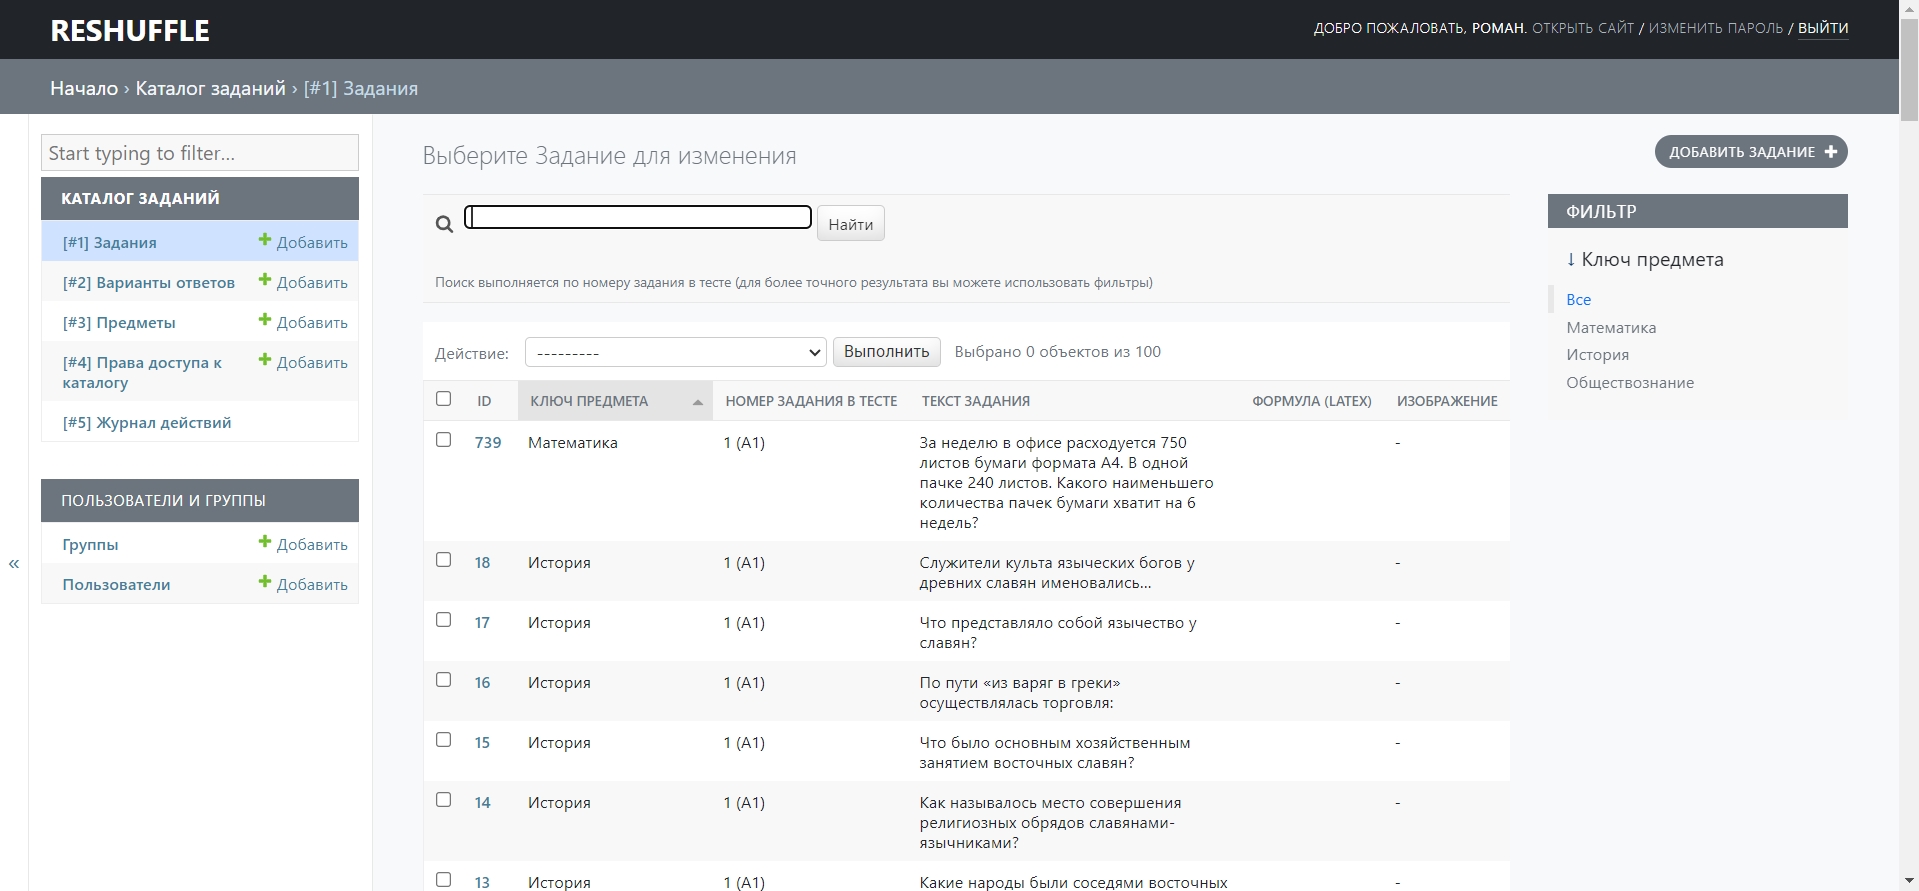 RESHUFFLE
ДОБРО ПОЖАЛОВАТЬ, РОМАН. ОТКРЫТЬ САЙТ / ИЗМЕНИТЬ ПАРОЛЬ / ВЫЙТИ
Начало › Каталог заданий › [#1] Задания
Start typing to filter...
КАТАЛОГ ЗАДАНИЙ
[#1] Задания Добавить
[#2] Варианты ответов Добавить
[#3] Предметы Добавить
[#4] Права доступа к Добавить
каталогу
[#5] Журнал действий
ПОЛЬЗОВАТЕЛИ И ГРУППЫ
Группы Добавить
Пользователи Добавить
«
Выберите Задание для изменения
ДОБАВИТЬ ЗАДАНИЕ +
Найти
Поиск выполняется по номеру задания в тесте (для более точного результата вы можете использовать фильтры)
Действие: --------- Выполнить Выбрано 0 объектов из 100
ID КЛЮЧ ПРЕДМЕТА НОМЕР ЗАДАНИЯ В ТЕСТЕ ТЕКСТ ЗАДАНИЯ ФОРМУЛА (LATEX) ИЗОБРАЖЕНИЕ
739 Математика 1 (A1) За неделю в офисе расходуется 750 -
листов бумаги формата А4. В одной
пачке 240 листов. Какого наименьшего
количества пачек бумаги хватит на 6
недель?
18 История 1 (A1) Служители культа языческих богов у -
древних славян именовались...
17 История 1 (A1) Что представляло собой язычество у -
славян?
16 История 1 (A1) По пути «из варяг в греки» -
осуществлялась торговля:
15 История 1 (A1) Что было основным хозяйственным -
занятием восточных славян?
14 История 1 (A1) Как называлось место совершения -
религиозных обрядов славянами-
язычниками?
13 История 1 (A1) Какие народы были соседями восточных -
ФИЛЬТР
↓ Ключ предмета
Все
Математика
История
Обществознание